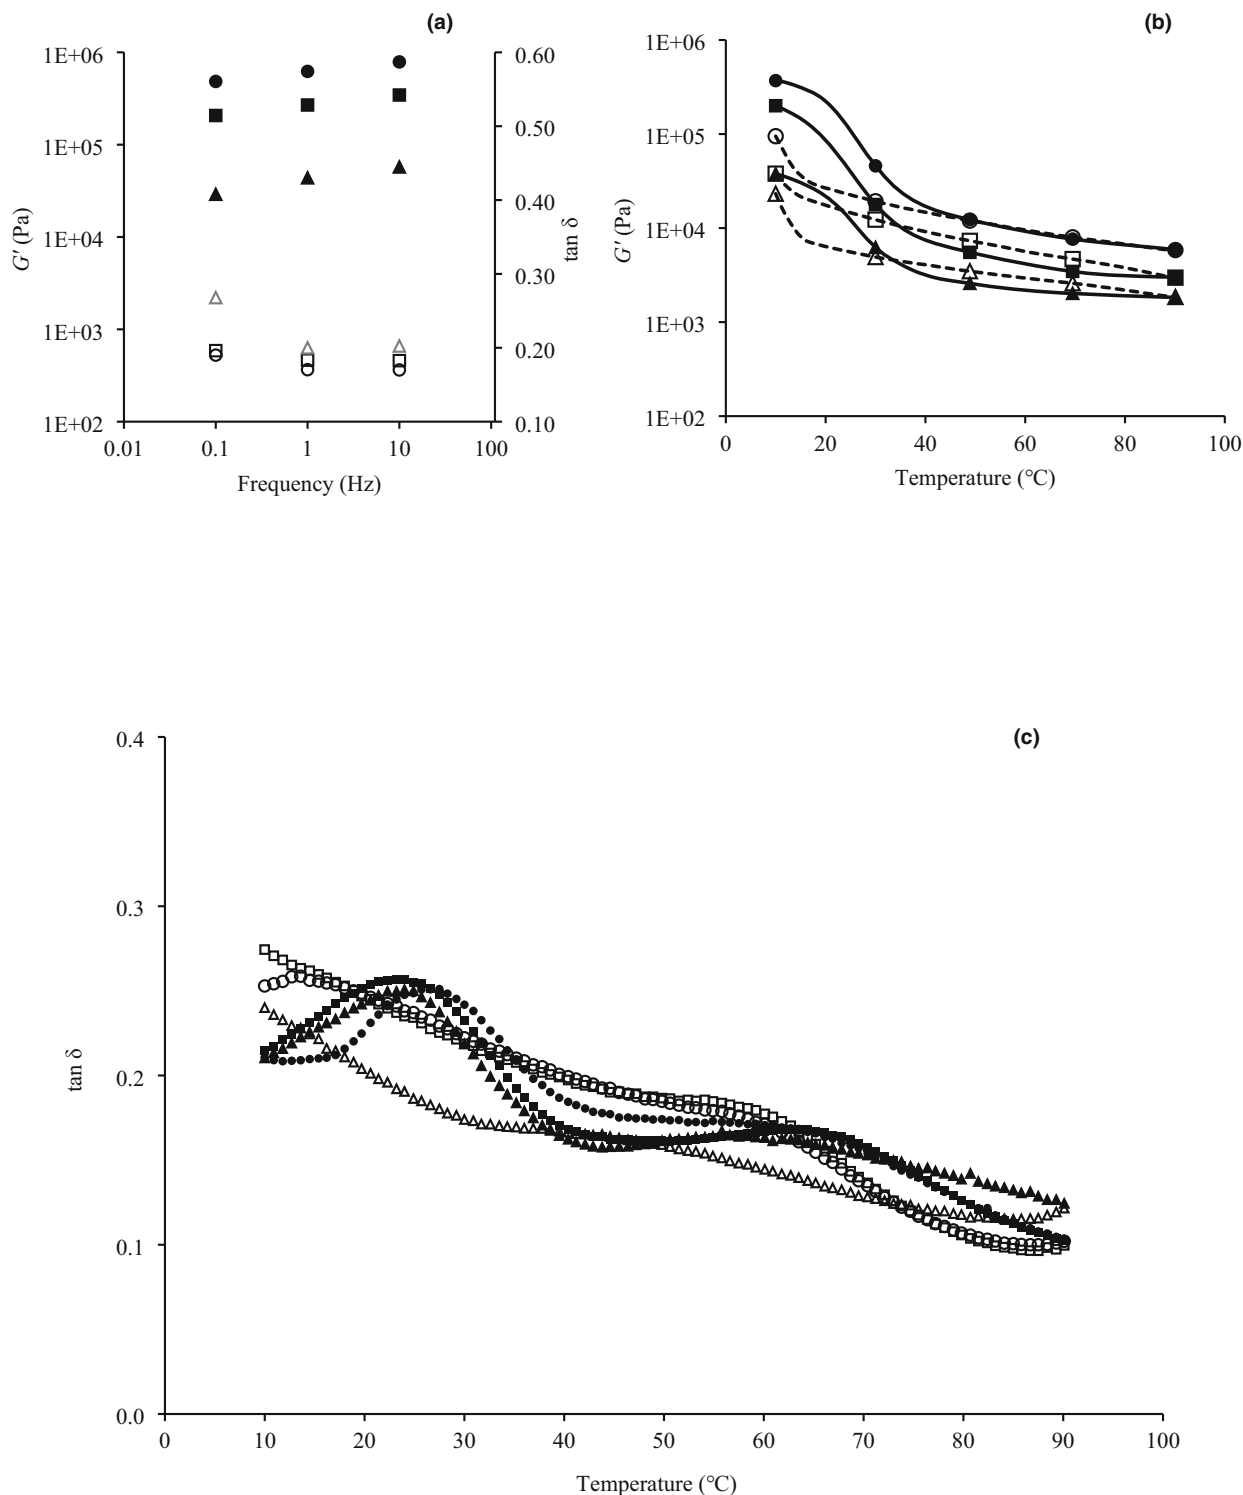 (a)
1E+06
1E+05
1E+04
1E+03
1E+02
G′ (Pa)
0.60
0.50
0.40
0.30
0.20
0.10
tan δ
0.01 0.1 1 10 100
Frequency (Hz)
(b)
1E+06
1E+05
1E+04
1E+03
1E+02
G′ (Pa)
0 20 40 60 80 100
Temperature (°C)
(c)
0.4
0.3
0.2
0.1
0.0
tan δ
0 10 20 30 40 50 60 70 80 90 100
Temperature (°C)